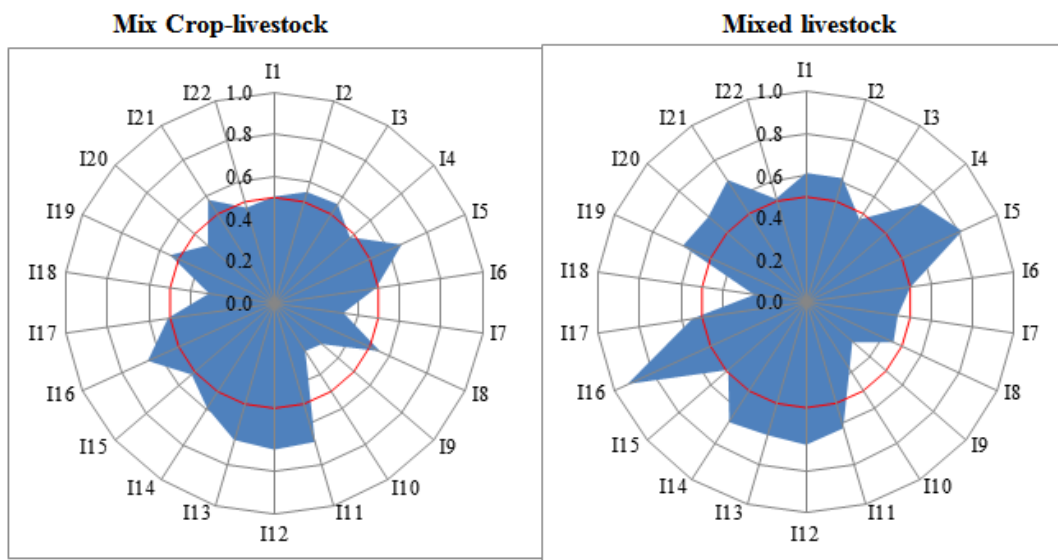 Mix Crop-livestock
I1
I2
I3
I4
I5
I6
I7
I8
I9
I10
I11
I12
I13
I14
I15
I16
I17
I18
I19
I20
I21
I22
1.0
0.8
0.6
0.4
0.2
0.0
Mixed livestock
I1
I2
I3
I4
I5
I6
I7
I8
I9
I10
I11
I12
I13
I14
I15
I16
I17
I18
I19
I20
I21
I22
1.0
0.8
0.6
0.4
0.2
0.0